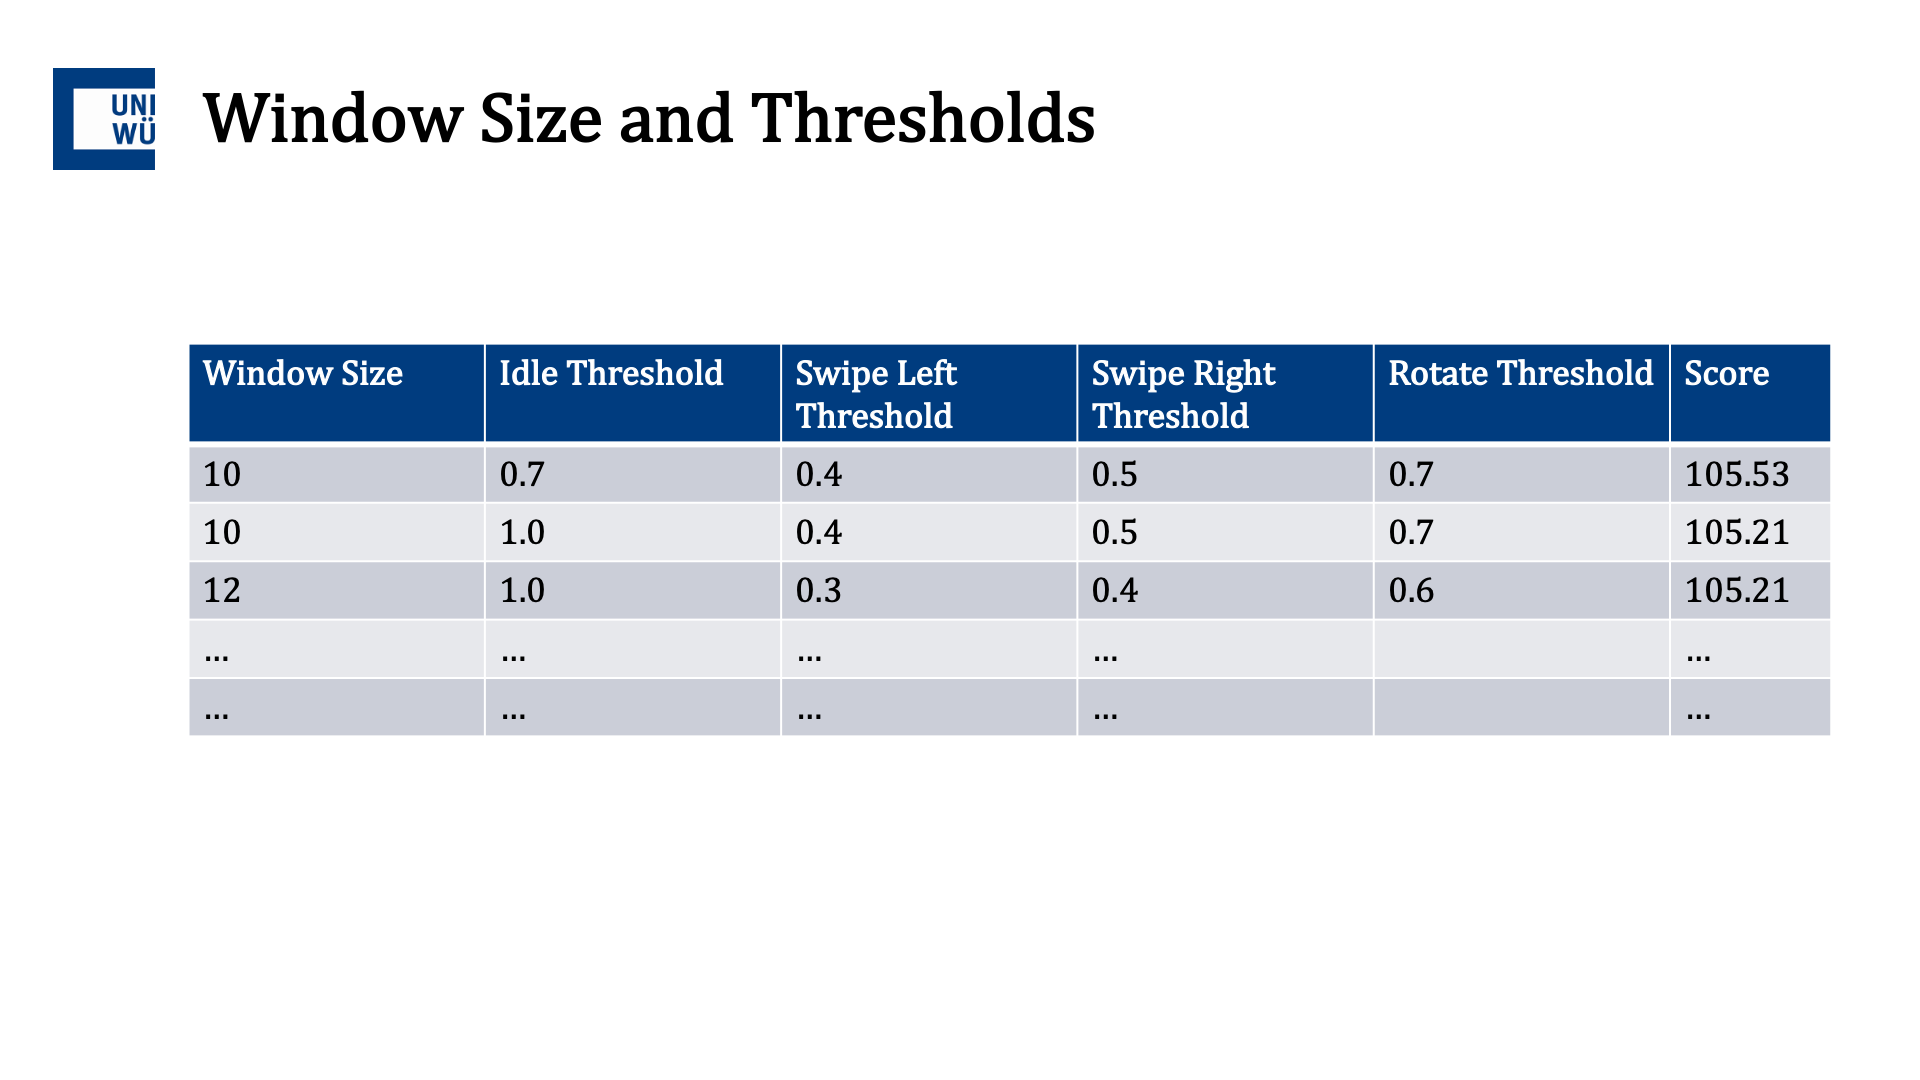 UNI
WÜ
Window Size and Thresholds
Window Size Idle Threshold Swipe Left Threshold Swipe Right Threshold Rotate Threshold Score
10 0.7 0.4 0.5 0.7 105.53
10 1.0 0.4 0.5 0.7 105.21
12 1.0 0.3 0.4 0.6 105.21
... ... ... ... ...
... ... ... ... ...